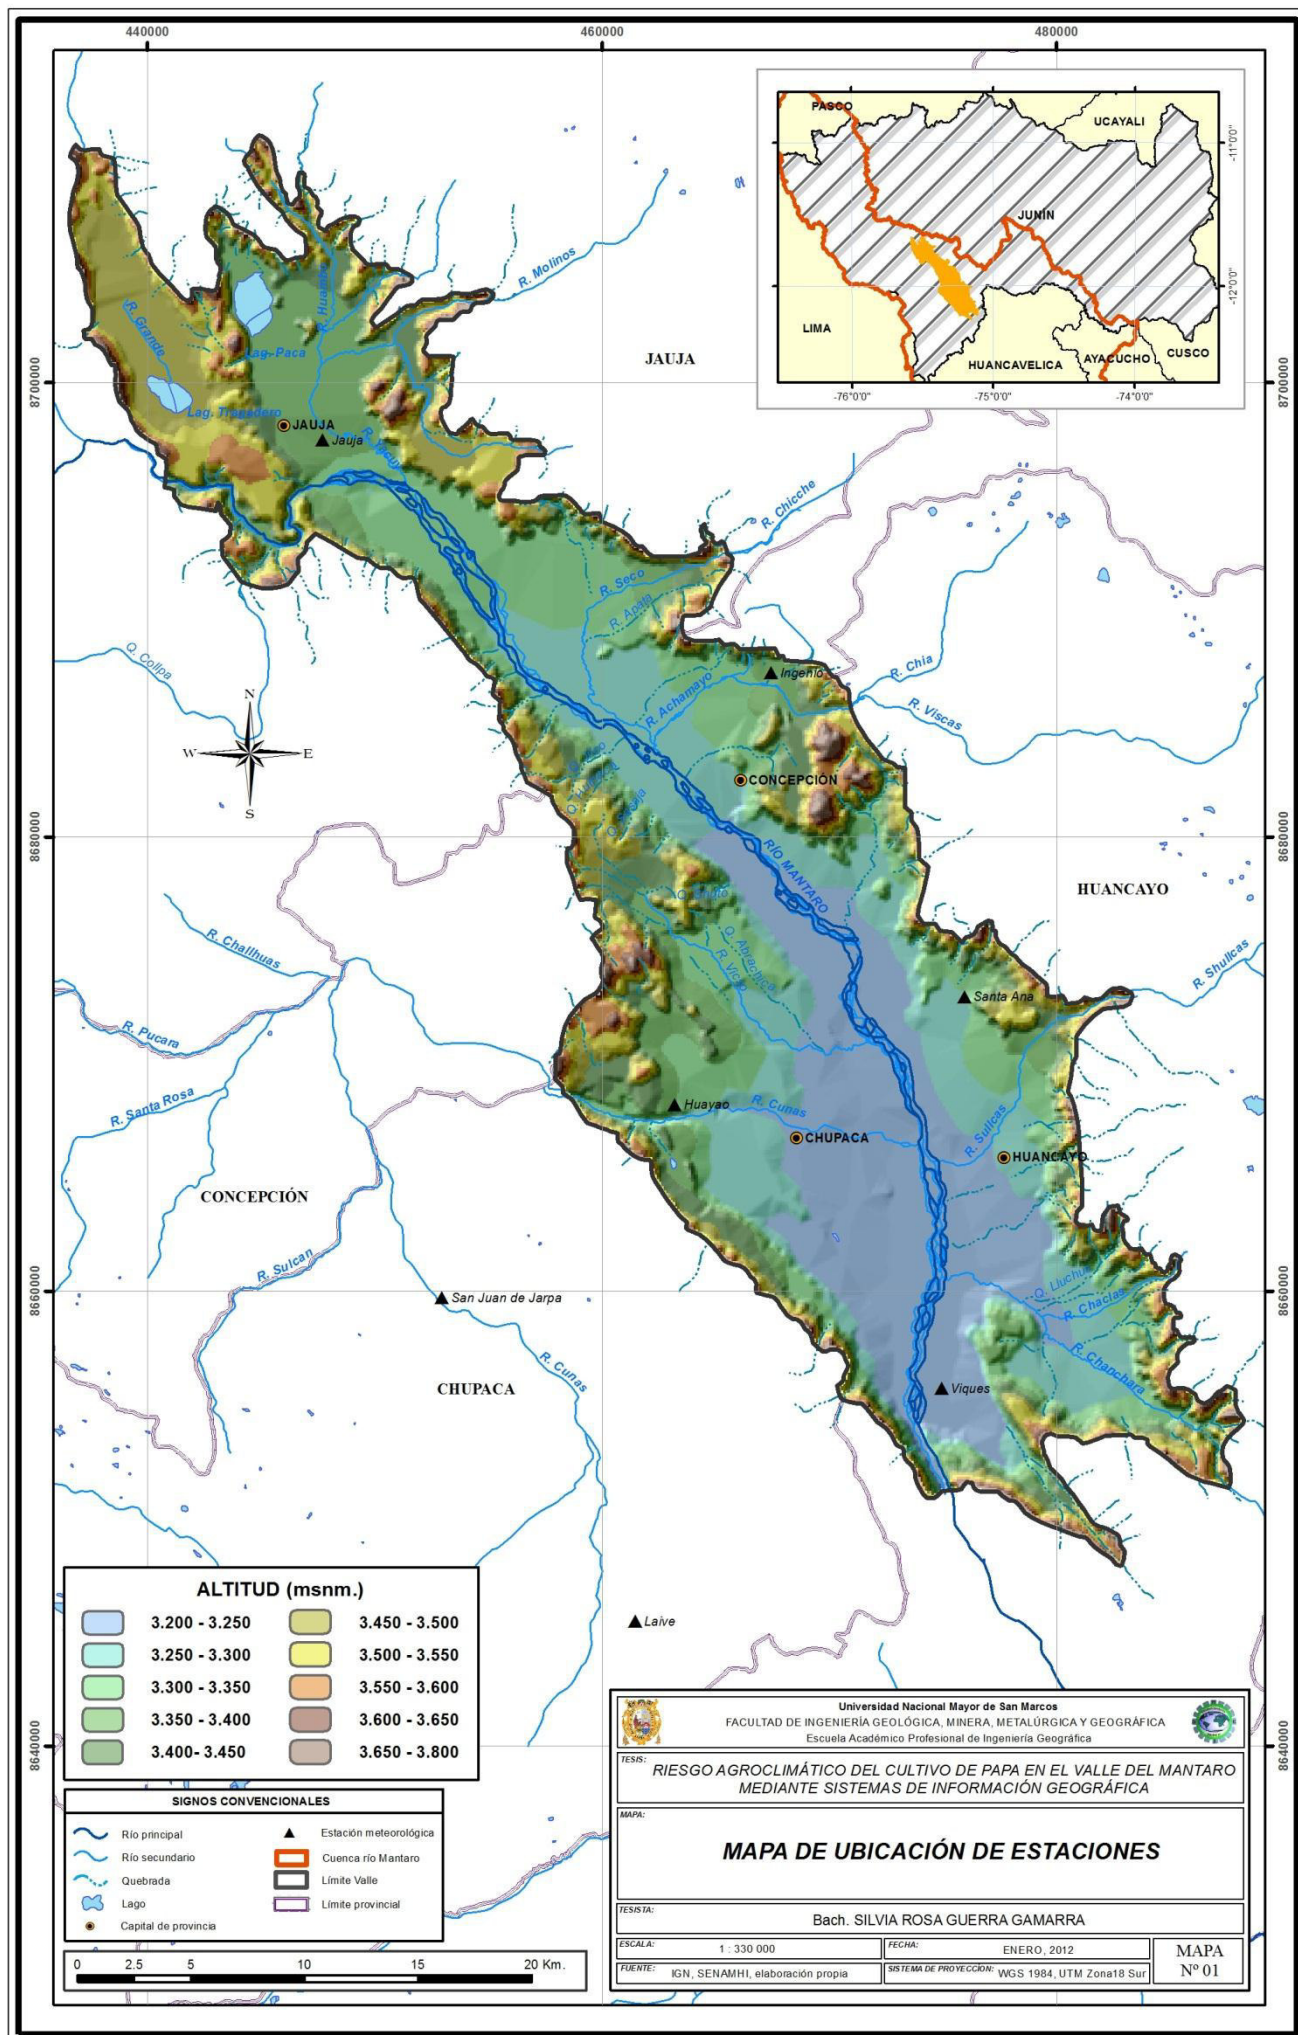 440000
460000
480000
8700000
8680000
8660000
8640000
8700000
8680000
8660000
8640000
PASCO
UCAYALI
JUNIN
LIMA
HUANCAVELICA
AYACUCHO
CUSCO
-11°0'0"
-12°0'0"
-76°0'0"
-75°0'0"
-74°0'0"
R. Molinos
R. Grande
Lag. Paca
Lag. Tragadero
JAUJA
Jauja
R. Yacuy
JAUJA
R. Chicche
R. Seco
R. Apata
Q. Collpa
N
W
E
S
Ingenio
R. Chia
R. Achamayo
R. Viscas
CONCEPCIÓN
RÍO MANTARO
HUANCAYO
R. Challhuas
Q. Abrachica
R. Shullcas
Santa Ana
R. Pucara
R. Santa Rosa
Huayao
R. Cunas
CHUPACA
R. Sullcas
HUANCAYO
CONCEPCIÓN
R. Sulcan
San Juan de Jarpa
R. Chaclas
R. Cunas
R. Chanchara
CHUPACA
Viques
Laive
ALTITUD (msnm.)
3.200 - 3.250
3.450 - 3.500
3.250 - 3.300
3.500 - 3.550
3.300 - 3.350
3.550 - 3.600
3.350 - 3.400
3.600 - 3.650
3.400- 3.450
3.650 - 3.800
SIGNOS CONVENCIONALES
Río principal
Estación meteorológica
Río secundario
Cuenca río Mantaro
Quebrada
Límite Valle
Lago
Límite provincial
Capital de provincia
0 2.5 5 10 15 20 Km.
Universidad Nacional Mayor de San Marcos
FACULTAD DE INGENIERÍA GEOLÓGICA, MINERA, METALÚRGICA Y GEOGRÁFICA
Escuela Académico Profesional de Ingeniería Geográfica
TESIS:
RIESGO AGROCLIMÁTICO DEL CULTIVO DE PAPA EN EL VALLE DEL MANTARO
MEDIANTE SISTEMAS DE INFORMACIÓN GEOGRÁFICA
MAPA:
MAPA DE UBICACIÓN DE ESTACIONES
TESISTA:
Bach. SILVIA ROSA GUERRA GAMARRA
ESCALA: 1 : 330 000
FECHA: ENERO, 2012
FUENTE: IGN, SENAMHI, elaboración propia
SISTEMA DE PROYECCIÓN: WGS 1984, UTM Zona18 Sur
MAPA
Nº 01